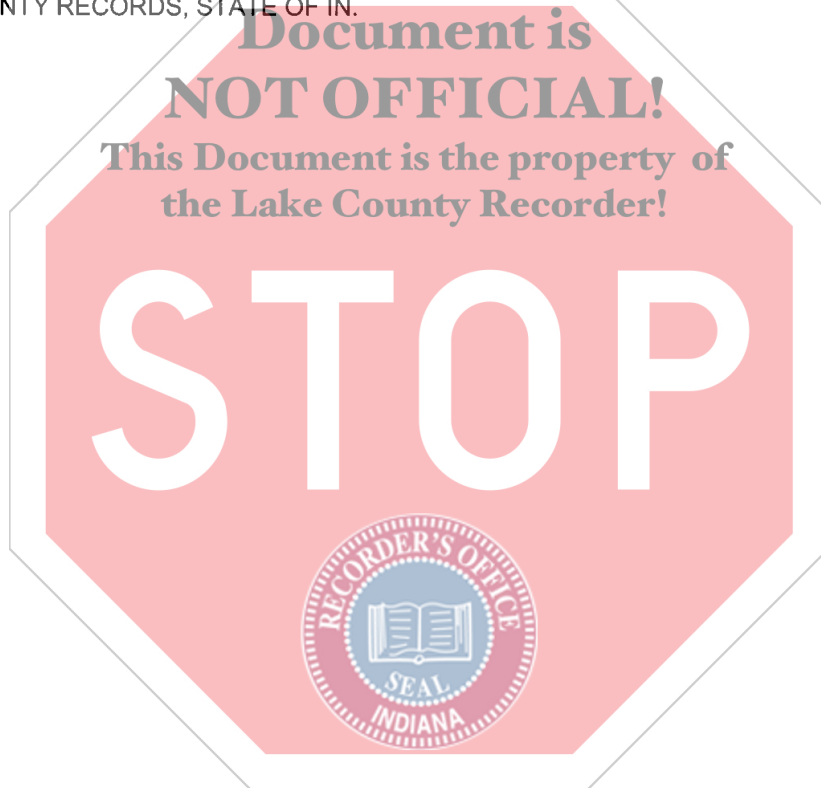 NTY RECORDS, STATE OF IN.
Document is
NOT OFFICIAL!
This Document is the property of
the Lake County Recorder!
STOP
RECORDER'S OFFICE
SEAL
INDIANA